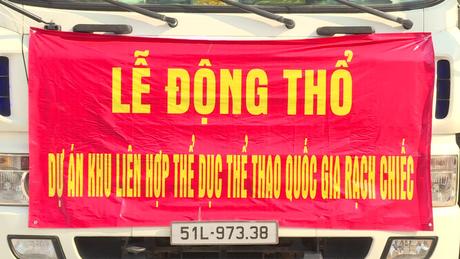 LỄ ĐỘNG THỔ
DỰ ÁN KHU LIÊN HỢP THỂ DỤC THỂ THAO QUỐC GIA RẠCH CHIẾC
51L-973.38